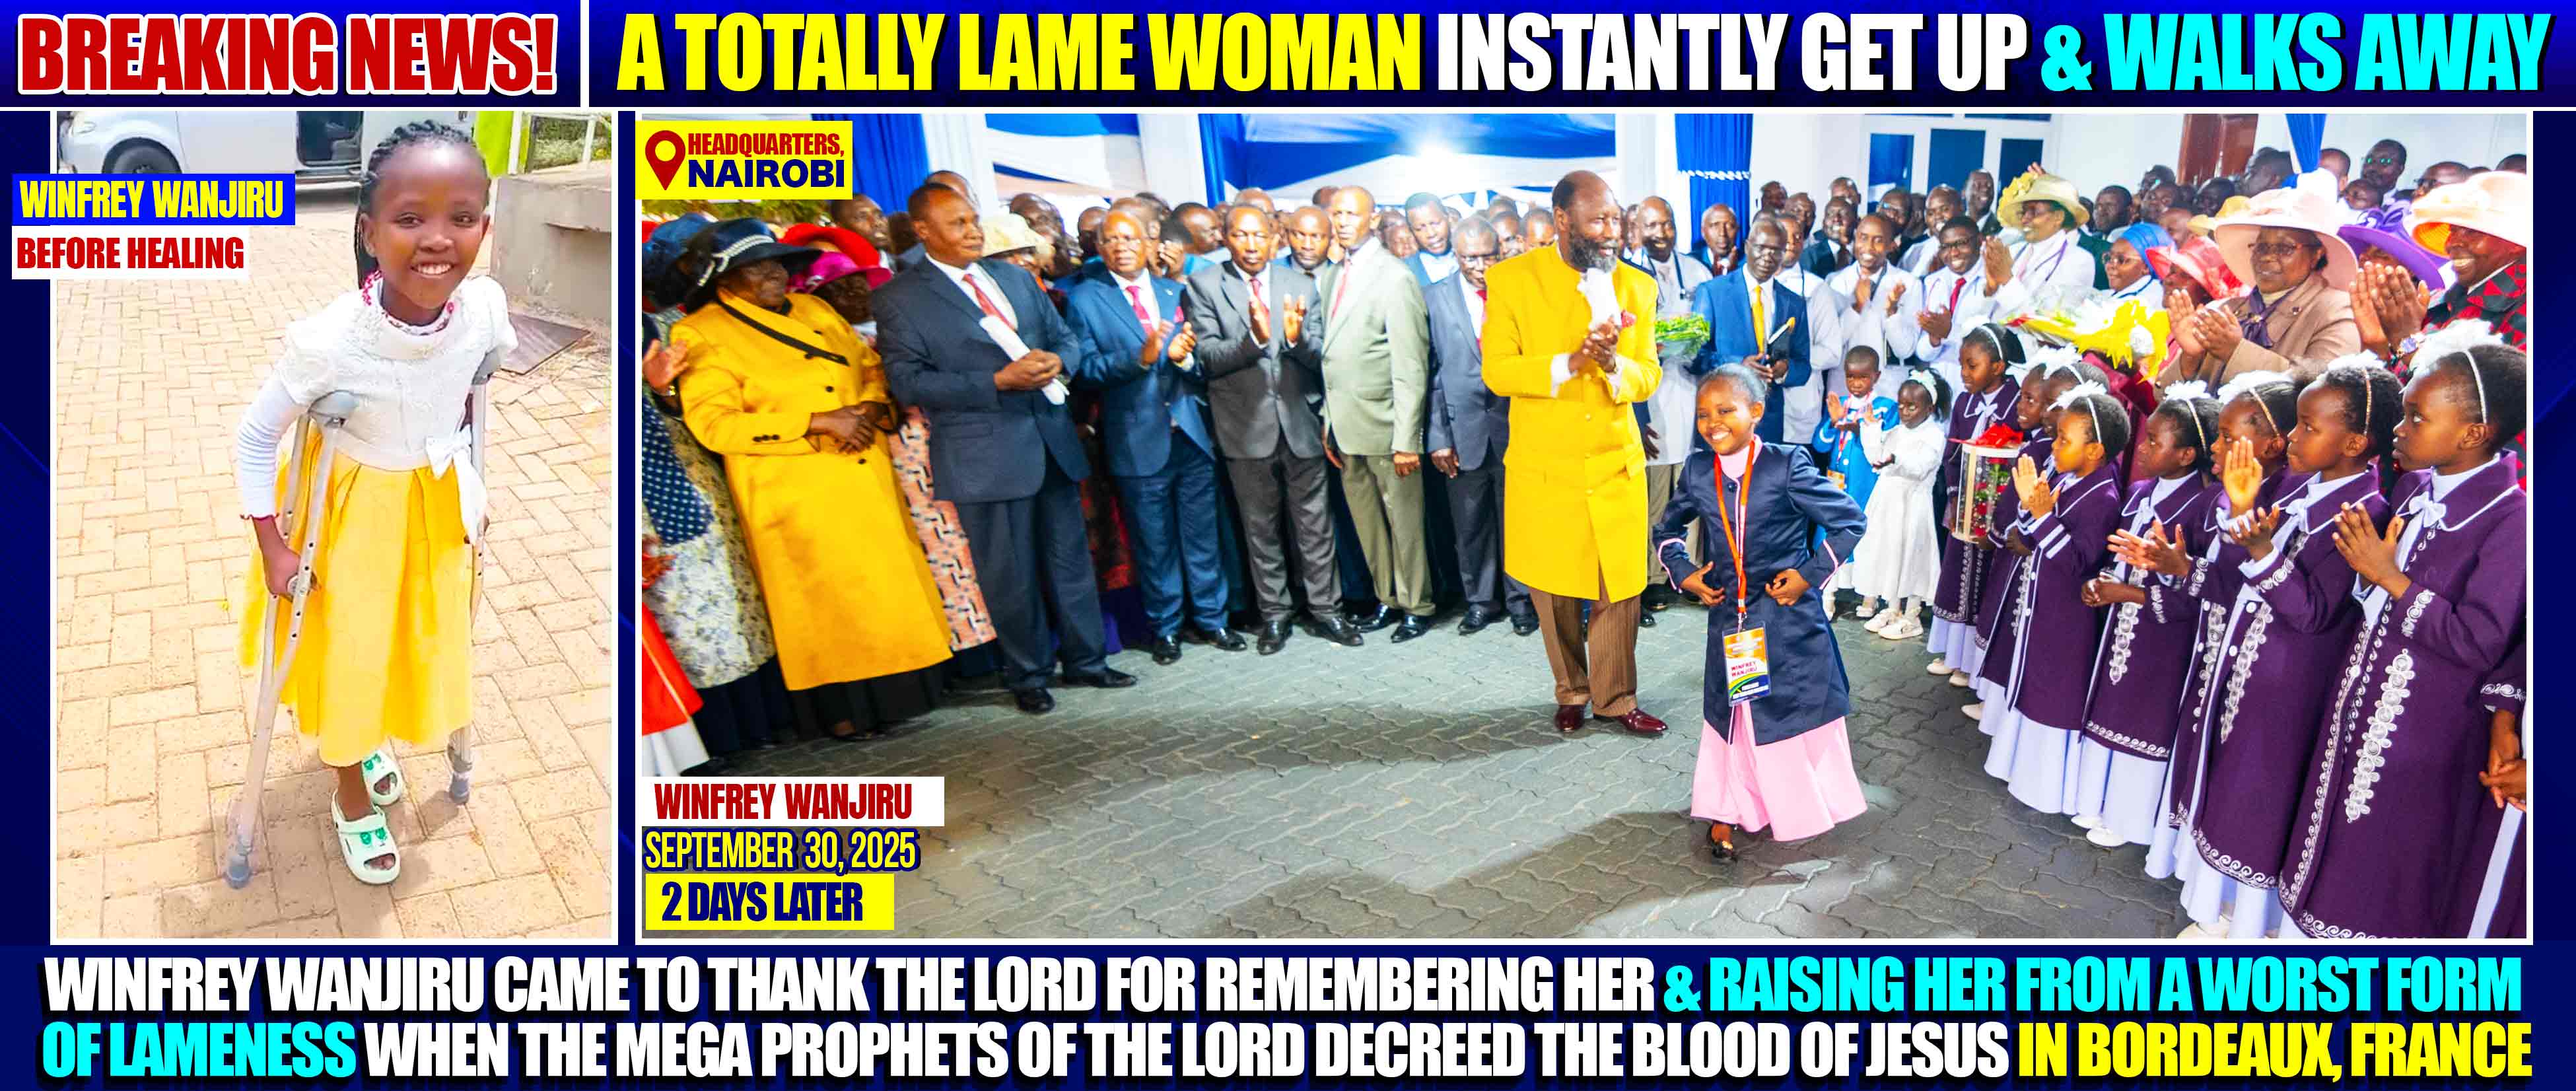 BREAKING NEWS!
A TOTALLY LAME WOMAN INSTANTLY GET UP & WALKS AWAY
WINFREY WANJIRU
BEFORE HEALING
HEADQUARTERS,
NAIROBI
WINFREY
WANJIRU
WINFREY WANJIRU
SEPTEMBER 30, 2025
2 DAYS LATER
WINFREY WANJIRU CAME TO THANK THE LORD FOR REMEMBERING HER & RAISING HER FROM A WORST FORM
OF LAMENESS WHEN THE MEGA PROPHETS OF THE LORD DECREED THE BLOOD OF JESUS IN BORDEAUX, FRANCE